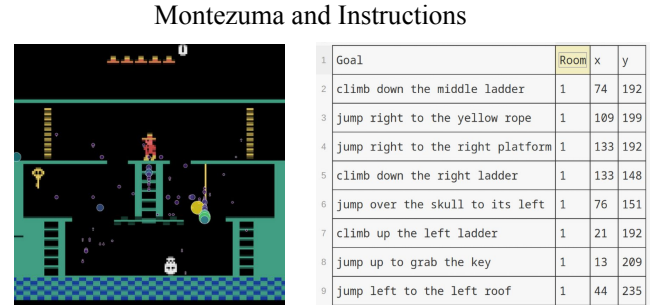 Montezuma and Instructions
1 Goal Room x y
2 climb down the middle ladder 1 74 192
3 jump right to the yellow rope 1 109 199
4 jump right to the right platform 1 133 192
5 climb down the right ladder 1 133 148
6 jump over the skull to its left 1 76 151
7 climb up the left ladder 1 21 192
8 jump up to grab the key 1 13 209
9 jump left to the left roof 1 44 235